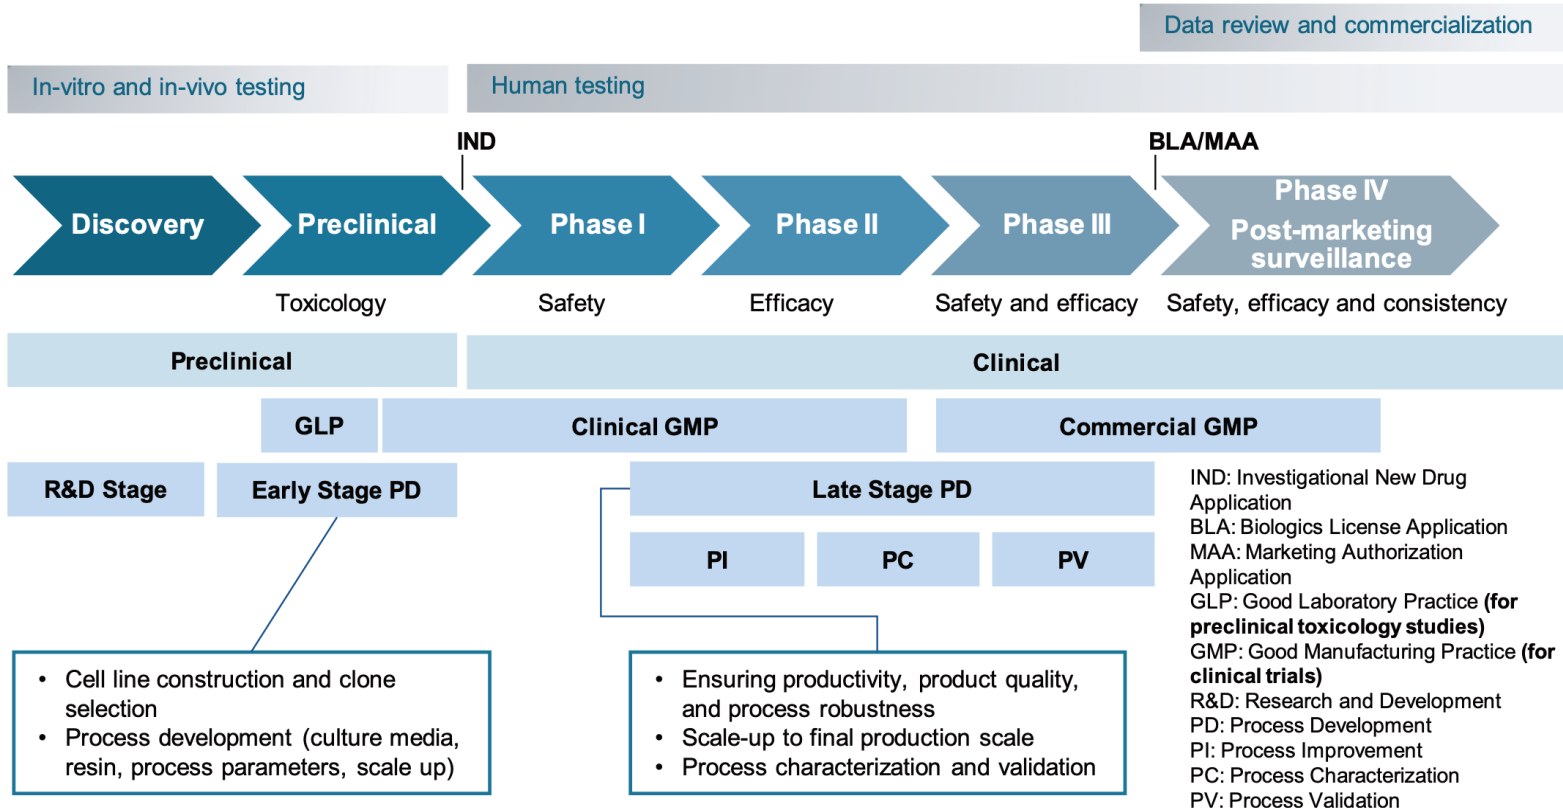 Data review and commercialization
In-vitro and in-vivo testing
Human testing
IND
BLA/MAA
Discovery
Preclinical
Phase I
Phase II
Phase III
Phase IV
Post-marketing
surveillance
Toxicology
Safety
Efficacy
Safety and efficacy
Safety, efficacy and consistency
Preclinical
Clinical
GLP
Clinical GMP
Commercial GMP
R&D Stage
Early Stage PD
Late Stage PD
PI
PC
PV
• Cell line construction and clone
selection
• Process development (culture media,
resin, process parameters, scale up)
• Ensuring productivity, product quality,
and process robustness
• Scale-up to final production scale
• Process characterization and validation
IND: Investigational New Drug
Application
BLA: Biologics License Application
MAA: Marketing Authorization
Application
GLP: Good Laboratory Practice (for
preclinical toxicology studies)
GMP: Good Manufacturing Practice (for
clinical trials)
R&D: Research and Development
PD: Process Development
PI: Process Improvement
PC: Process Characterization
PV: Process Validation